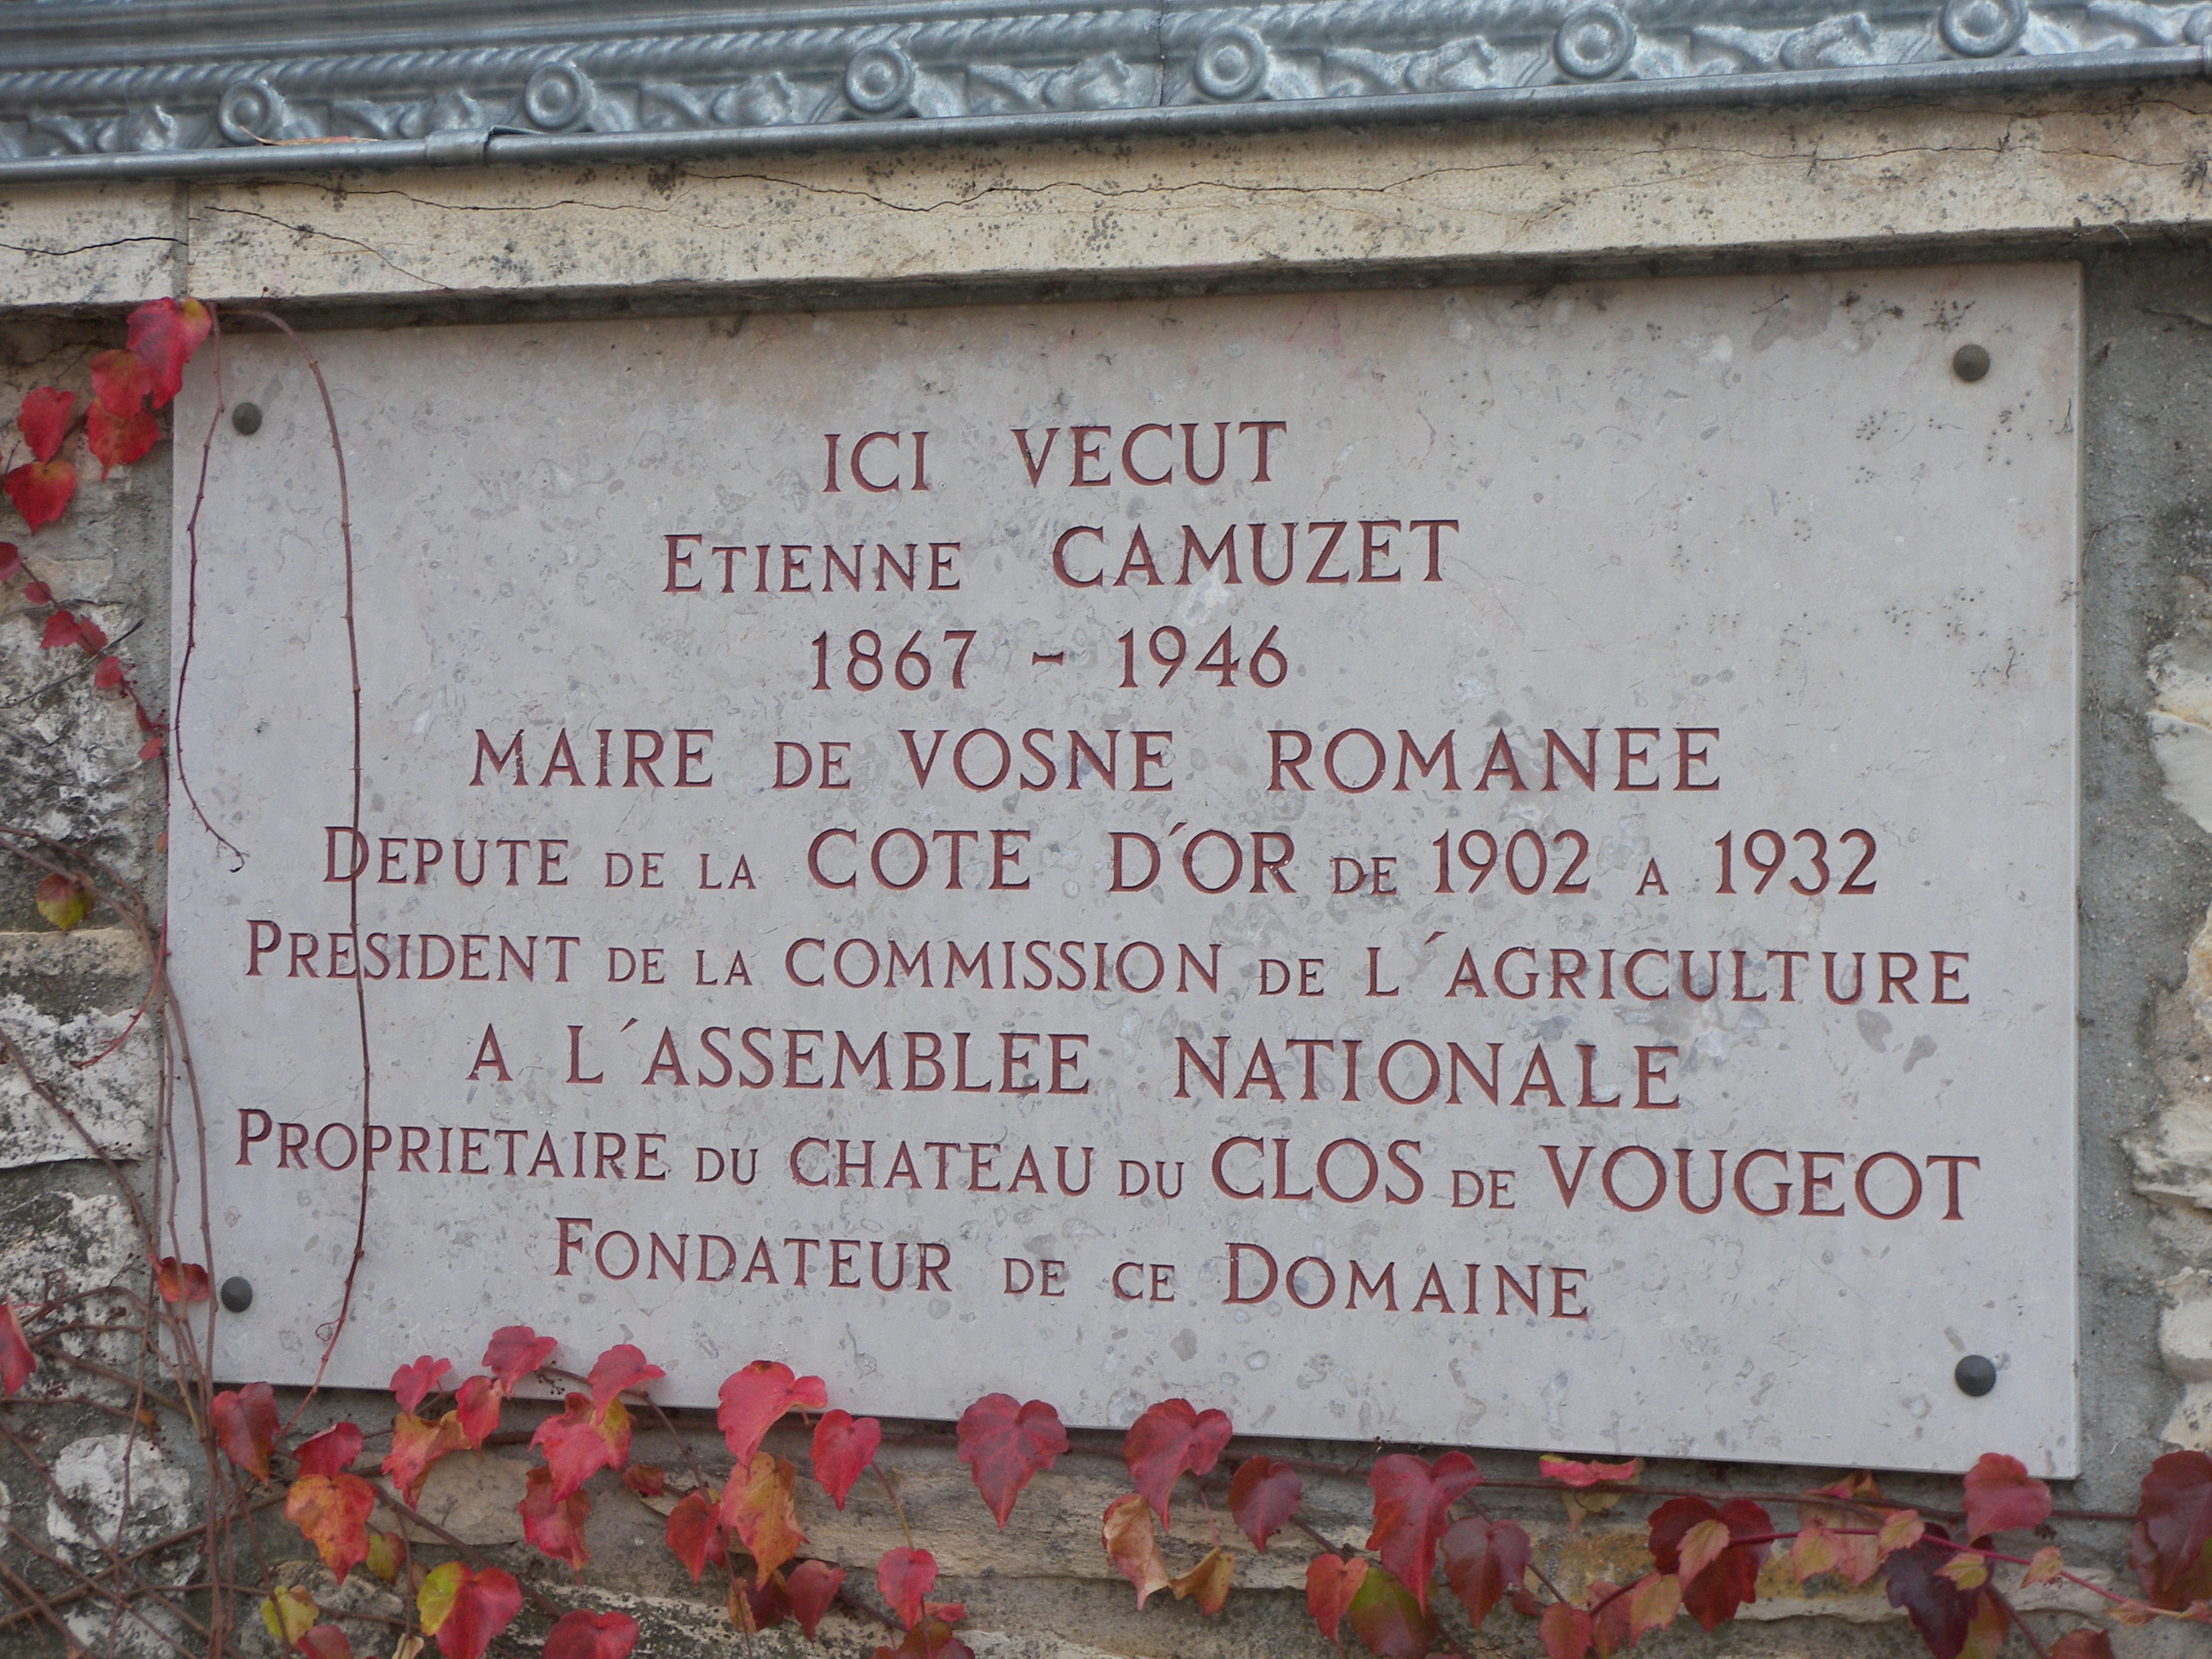 ICI VECUT
ETIENNE CAMUZET
1867 - 1946
MAIRE DE VOSNE ROMANEE
DEPUTE DE LA COTE D'OR DE 1902 A 1932
PRESIDENT DE LA COMMISSION DE L'AGRICULTURE
A L'ASSEMBLEE NATIONALE
PROPRIETAIRE DU CHATEAU DU CLOS DE VOUGEOT
FONDATEUR DE CE DOMAINE